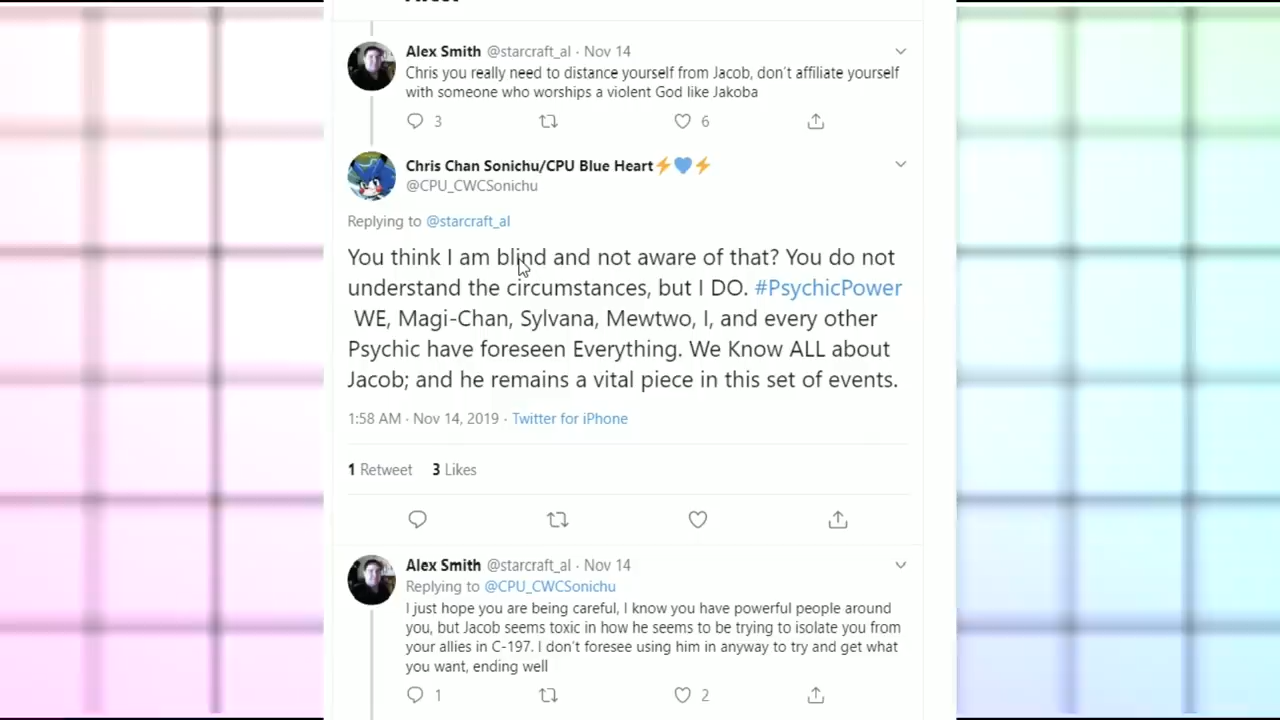 Alex Smith @starcraft_al · Nov 14
Chris you really need to distance yourself from Jacob, don't affiliate yourself
with someone who worships a violent God like Jakoba
3 6
Chris Chan Sonichu/CPU Blue Heart⚡💙⚡
@CPU_CWCSonichu
Replying to @starcraft_al
You think I am blind and not aware of that? You do not
understand the circumstances, but I DO. #PsychicPower
WE, Magi-Chan, Sylvana, Mewtwo, I, and every other
Psychic have foreseen Everything. We Know ALL about
Jacob; and he remains a vital piece in this set of events.
1:58 AM · Nov 14, 2019 · Twitter for iPhone
1 Retweet 3 Likes
Alex Smith @starcraft_al · Nov 14
Replying to @CPU_CWCSonichu
I just hope you are being careful, I know you have powerful people around
you, but Jacob seems toxic in how he seems to be trying to isolate you from
your allies in C-197. I don't foresee using him in anyway to try and get what
you want, ending well
1 2